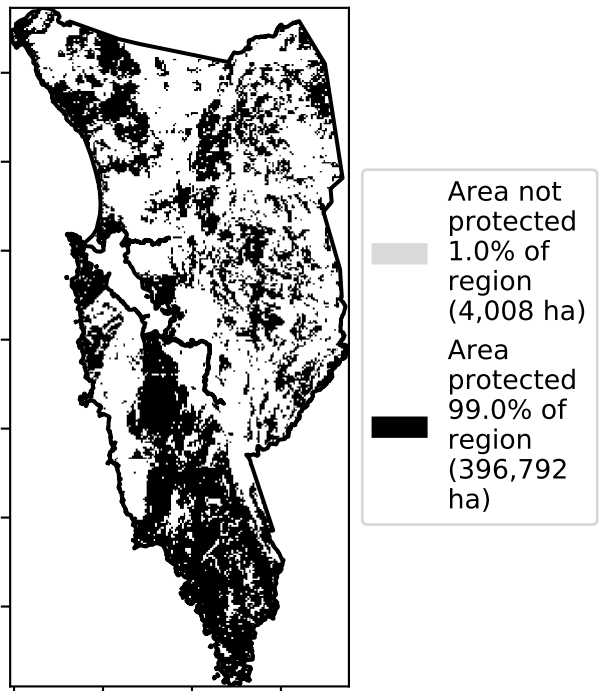 Area not
protected
1.0% of
region
(4,008 ha)
Area
protected
99.0% of
region
(396,792
ha)